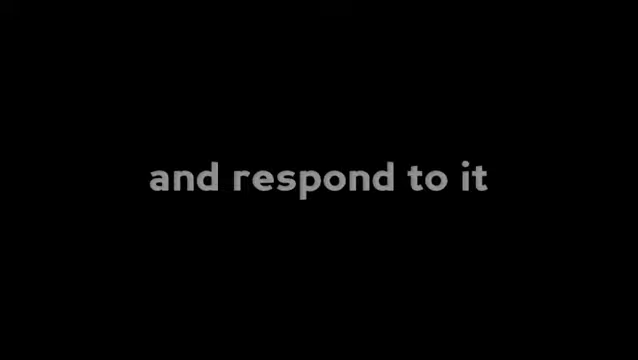 and respond to it